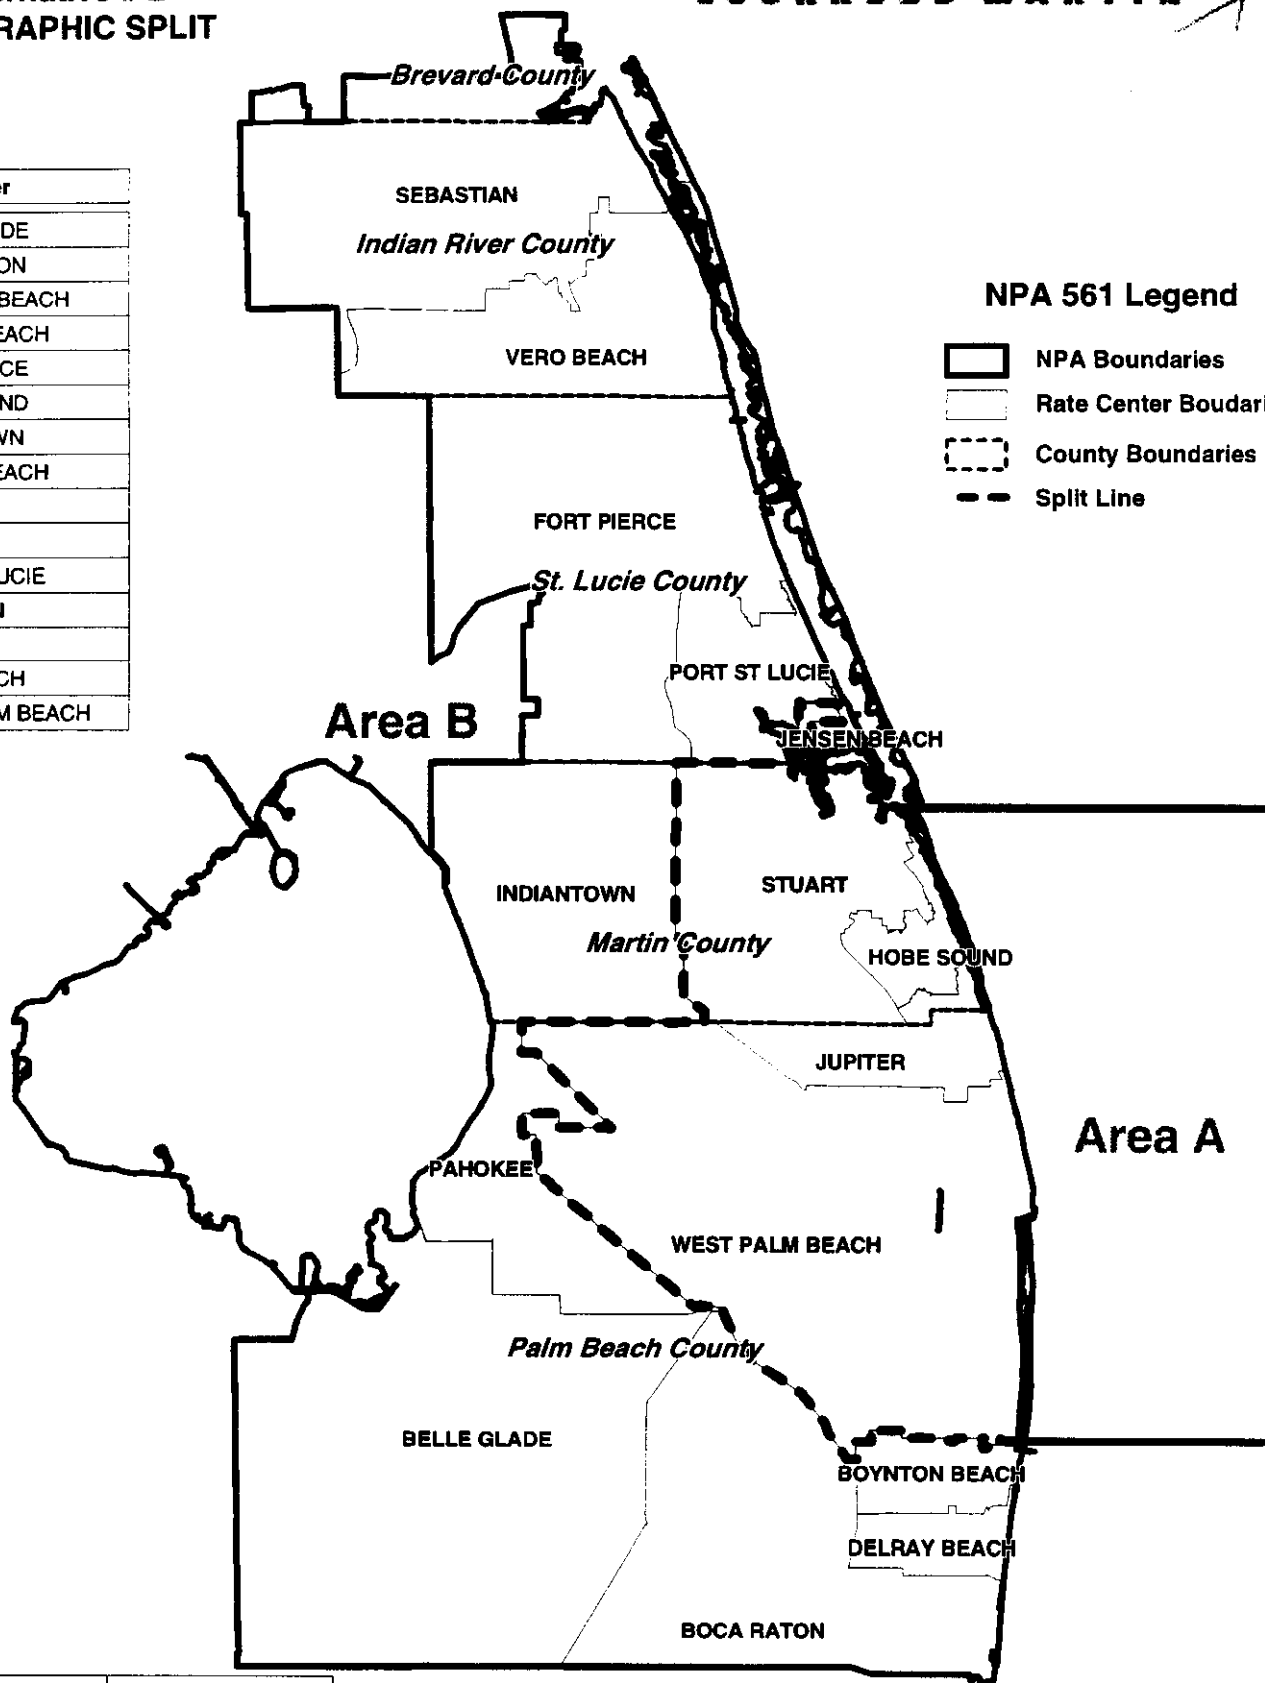 RAPHIC SPLIT
Brevard County
SEBASTIAN
Indian River County
VERO BEACH
FORT PIERCE
St. Lucie County
PORT ST LUCIE
JENSEN BEACH
Area B
INDIANTOWN
STUART
Martin County
HOBE SOUND
JUPITER
Area A
PAHOKEE
WEST PALM BEACH
Palm Beach County
BELLE GLADE
BOYNTON BEACH
DELRAY BEACH
BOCA RATON
NPA 561 Legend
NPA Boundaries
Rate Center Boudari
County Boundaries
Split Line
er
DE
ON
BEACH
EACH
CE
ND
WN
EACH
UCIE
N
CH
M BEACH